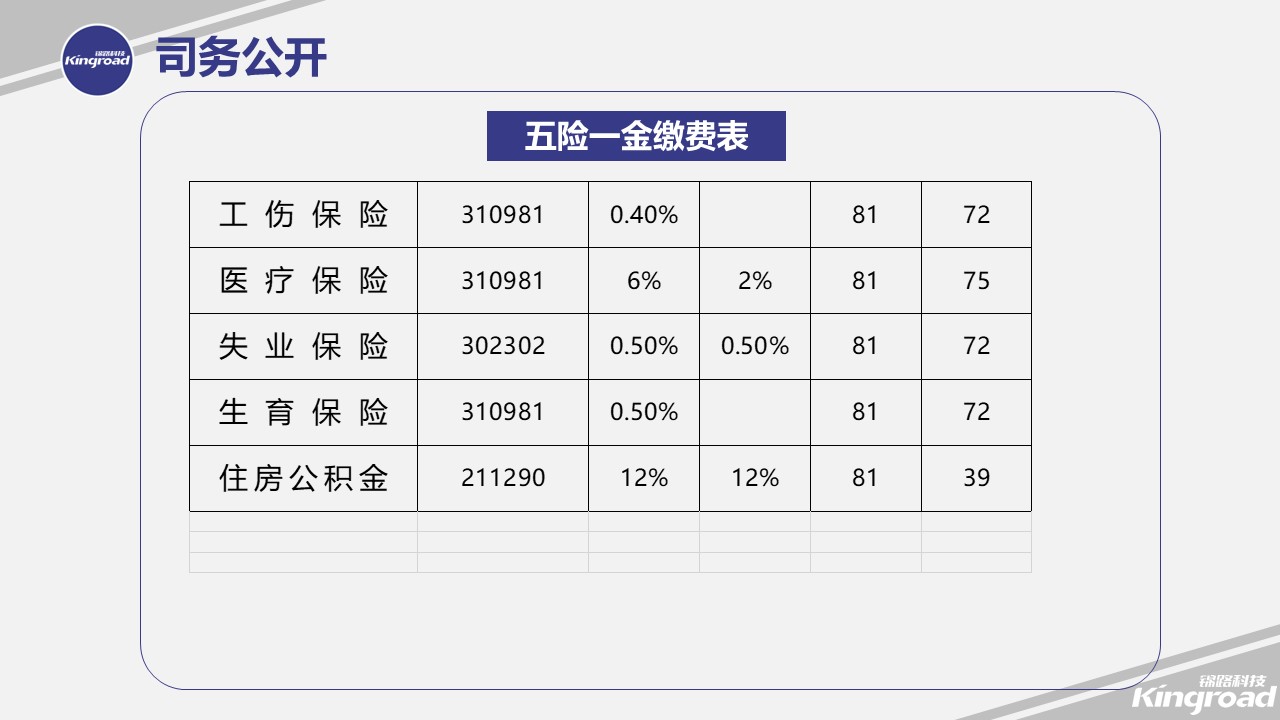 锦路科技
Kingroad
司务公开
五险一金缴费表
工伤保险 310981 0.40% 81 72
医疗保险 310981 6% 2% 81 75
失业保险 302302 0.50% 0.50% 81 72
生育保险 310981 0.50% 81 72
住房公积金 211290 12% 12% 81 39
锦路科技
Kingroad